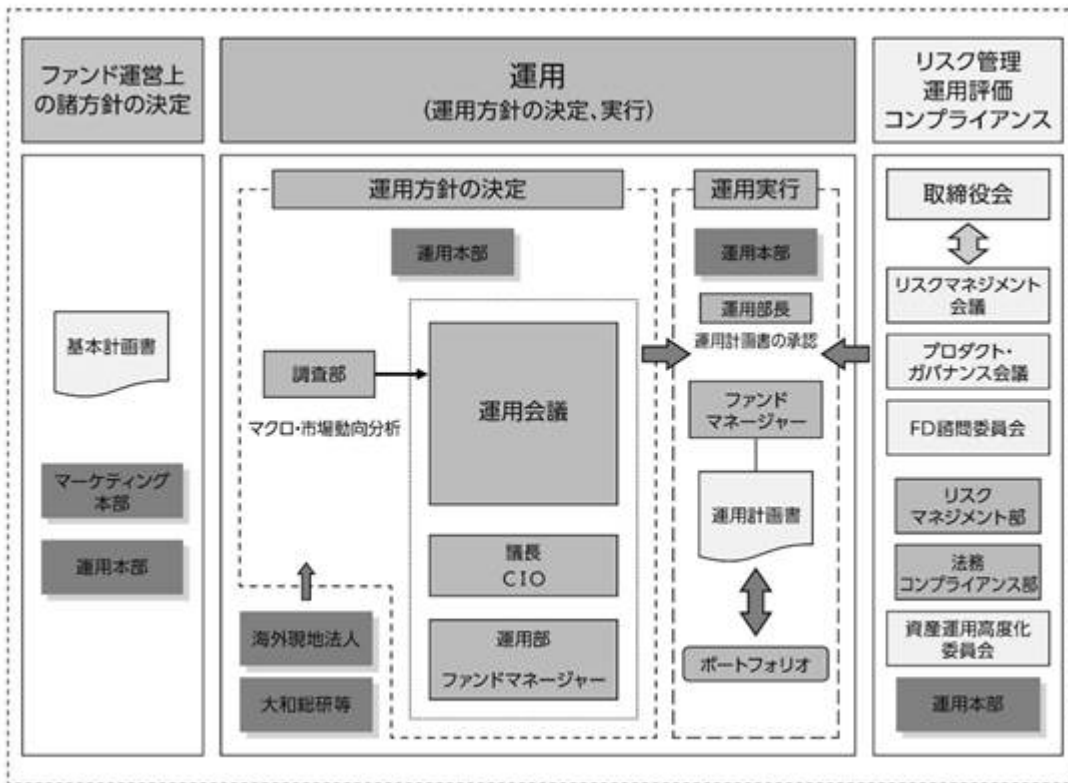 ファンド運営上
の諸方針の決定
基本計画書
マーケティング
本部
運用本部
運用
(運用方針の決定、実行)
運用方針の決定
運用本部
調査部
マクロ・市場動向分析
運用会議
議長
CIO
運用部
ファンドマネージャー
海外現地法人
大和総研等
運用実行
運用本部
運用部長
運用計画書の承認
ファンド
マネージャー
運用計画書
ポートフォリオ
リスク管理
運用評価
コンプライアンス
取締役会
リスクマネジメント
会議
プロダクト・
ガバナンス会議
FD諮問委員会
リスク
マネジメント部
法務
コンプライアンス部
資産運用高度化
委員会
運用本部